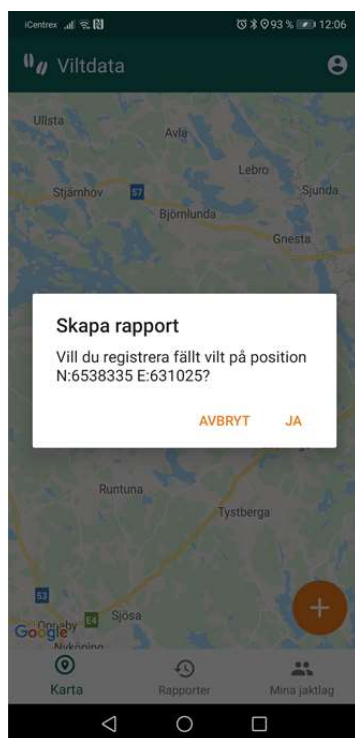 iCentrex 93 % 12:06
Viltdata
Ullsta
Avla
Lebro
Stjärnhov 57 Sjunda
Björnlunda
Gnesta
Skapa rapport
Vill du registrera fällt vilt på position
N:6538335 E:631025?
AVBRYT JA
Runtuna
Tystberga
53
E4 Sjösa
Google
Nyköping
Karta Rapporter Mina jaktlag